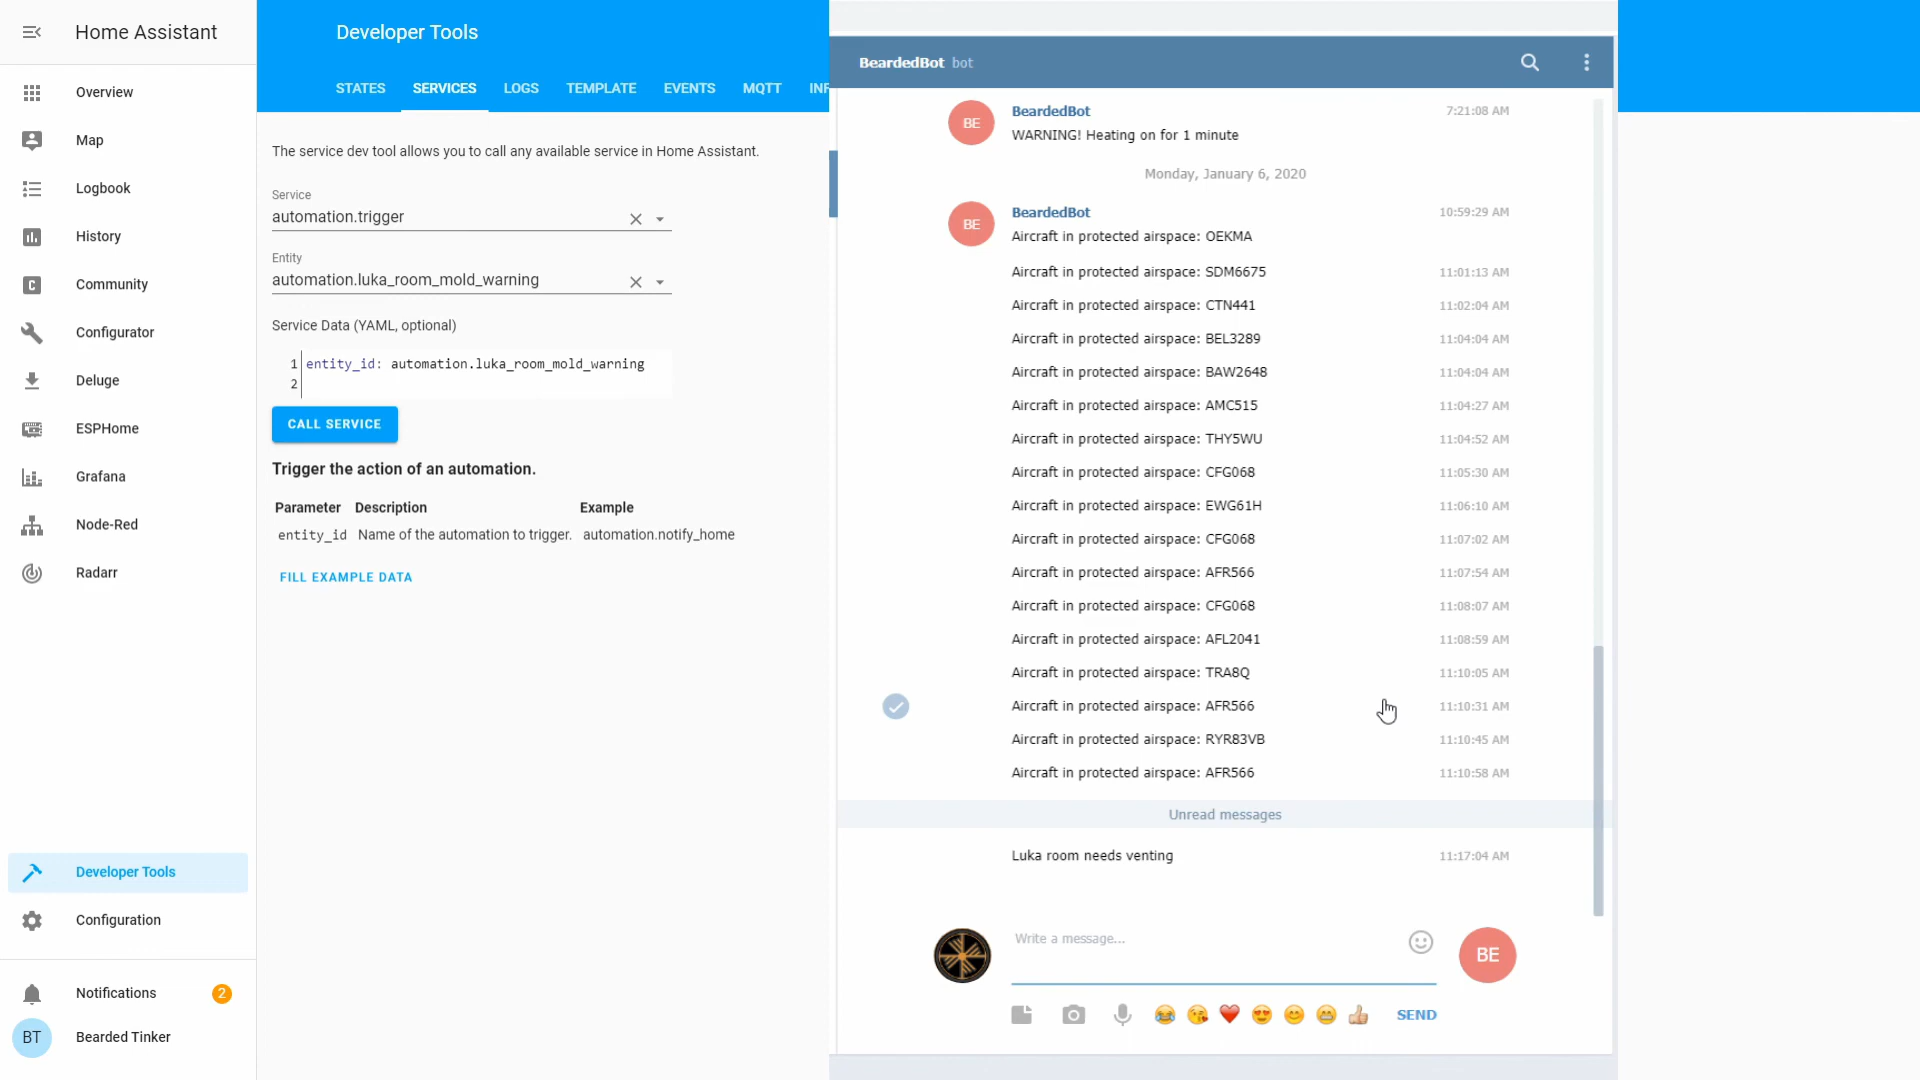 Home Assistant
Overview
Map
Logbook
History
Community
Configurator
Deluge
ESPHome
Grafana
Node-Red
Radarr
Developer Tools
Configuration
Notifications 2
BT Bearded Tinker
Developer Tools
STATES SERVICES LOGS TEMPLATE EVENTS MQTT
The service dev tool allows you to call any available service in Home Assistant.
Service
automation.trigger
Entity
automation.luka_room_mold_warning
Service Data (YAML, optional)
1 entity_id: automation.luka_room_mold_warning
2
CALL SERVICE
Trigger the action of an automation.
Parameter Description Example
entity_id Name of the automation to trigger. automation.notify_home
FILL EXAMPLE DATA
BeardedBot bot
BE BeardedBot 7:21:08 AM
WARNING! Heating on for 1 minute
Monday, January 6, 2020
BE BeardedBot 10:59:29 AM
Aircraft in protected airspace: OEKMA
Aircraft in protected airspace: SDM6675 11:01:13 AM
Aircraft in protected airspace: CTN441 11:02:04 AM
Aircraft in protected airspace: BEL3289 11:04:04 AM
Aircraft in protected airspace: BAW2648 11:04:04 AM
Aircraft in protected airspace: AMC515 11:04:27 AM
Aircraft in protected airspace: THY5WU 11:04:52 AM
Aircraft in protected airspace: CFG068 11:05:30 AM
Aircraft in protected airspace: EWG61H 11:06:10 AM
Aircraft in protected airspace: CFG068 11:07:02 AM
Aircraft in protected airspace: AFR566 11:07:54 AM
Aircraft in protected airspace: CFG068 11:08:07 AM
Aircraft in protected airspace: AFL2041 11:08:59 AM
Aircraft in protected airspace: TRA8Q 11:10:05 AM
Aircraft in protected airspace: AFR566 11:10:31 AM
Aircraft in protected airspace: RYR83VB 11:10:45 AM
Aircraft in protected airspace: AFR566 11:10:58 AM
Unread messages
Luka room needs venting 11:17:04 AM
Write a message...
BE
SEND